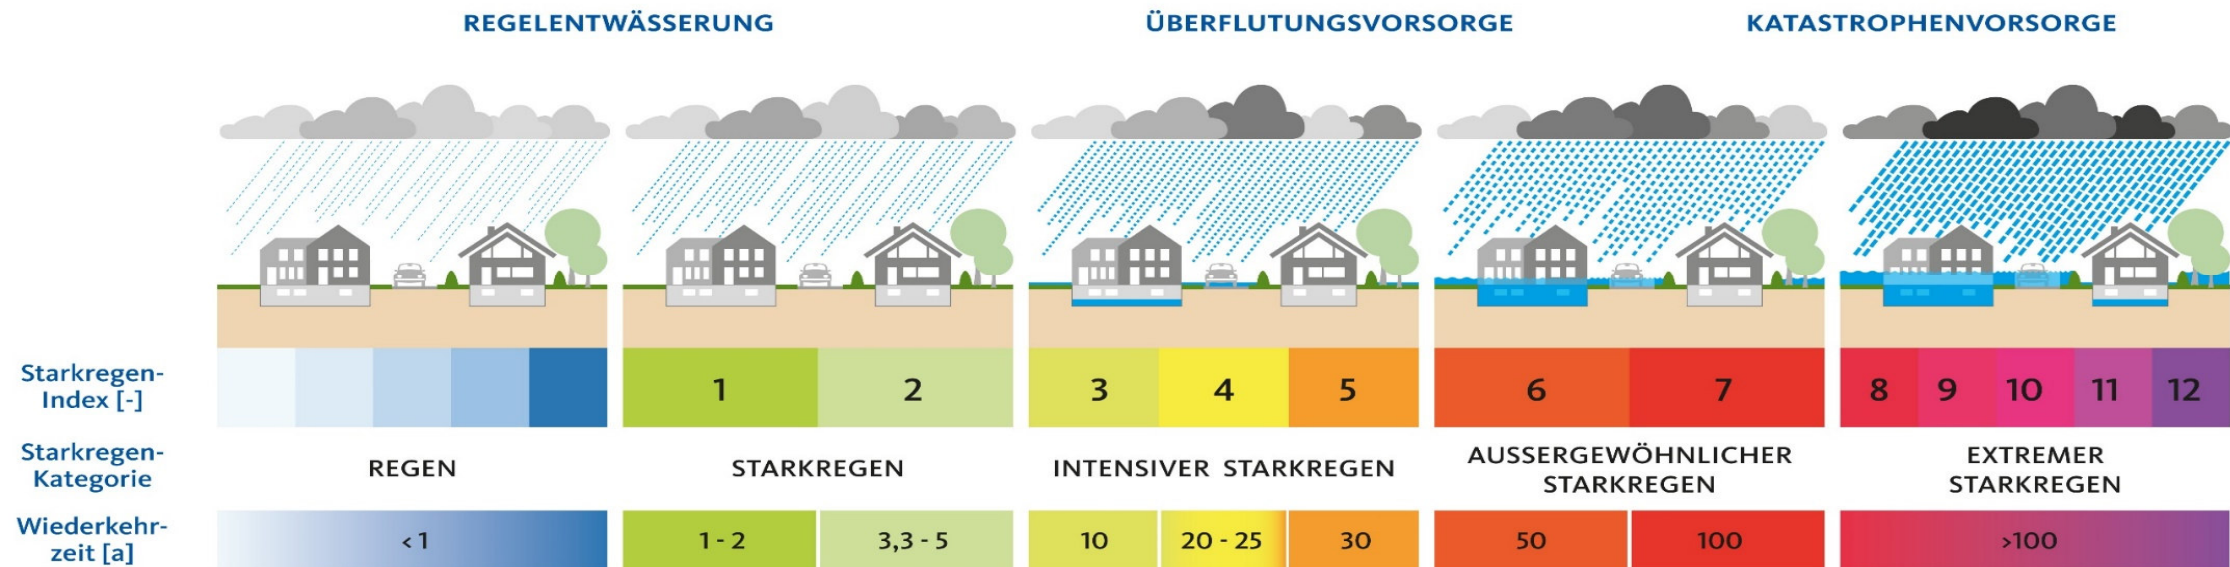 REGELENTWÄSSERUNG
ÜBERFLUTUNGSVORSORGE
KATASTROPHENVORSORGE
Starkregen-
Index [-]
1
2
3
4
5
6
7
8
9
10
11
12
Starkregen-
Kategorie
REGEN
STARKREGEN
INTENSIVER STARKREGEN
AUSSERGEWÖHNLICHER
STARKREGEN
EXTREMER
STARKREGEN
Wiederkehr-
zeit [a]
< 1
1 - 2
3,3 - 5
10
20 - 25
30
50
100
>100